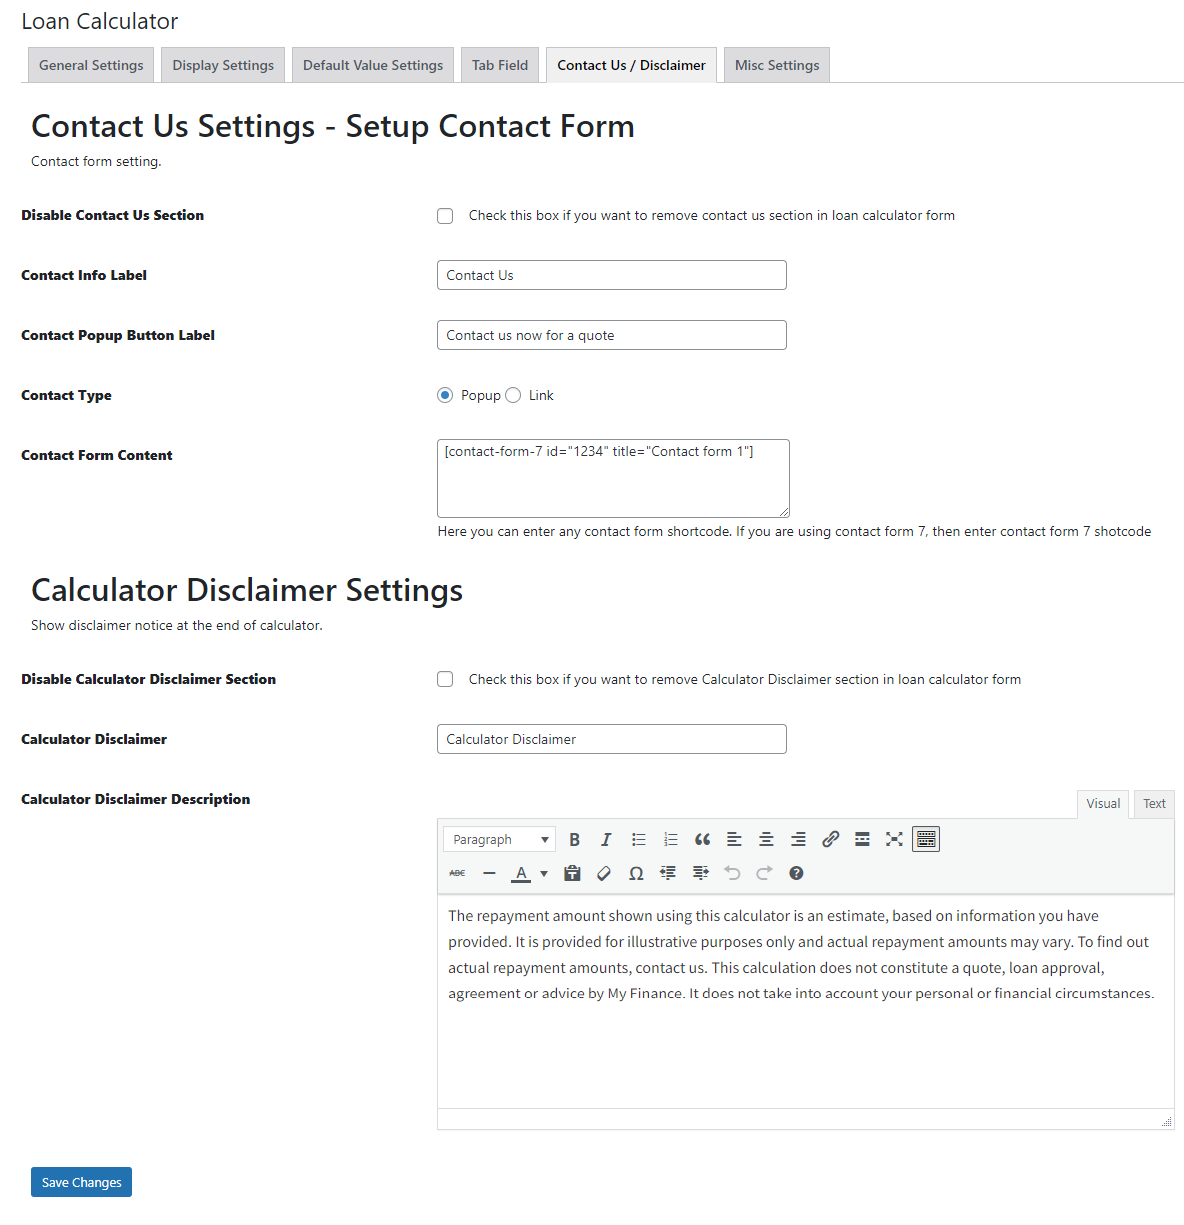 Loan Calculator
General Settings
Display Settings
Default Value Settings
Tab Field
Contact Us / Disclaimer
Misc Settings
Contact Us Settings - Setup Contact Form
Contact form setting.
Disable Contact Us Section
Check this box if you want to remove contact us section in loan calculator form
Contact Info Label
Contact Us
Contact Popup Button Label
Contact us now for a quote
Contact Type
Popup
Link
Contact Form Content
[contact-form-7 id="1234" title="Contact form 1"]
Here you can enter any contact form shortcode. If you are using contact form 7, then enter contact form 7 shotcode
Calculator Disclaimer Settings
Show disclaimer notice at the end of calculator.
Disable Calculator Disclaimer Section
Check this box if you want to remove Calculator Disclaimer section in loan calculator form
Calculator Disclaimer
Calculator Disclaimer
Calculator Disclaimer Description
Visual
Text
Paragraph
B
I
ABC
A
Ω
The repayment amount shown using this calculator is an estimate, based on information you have
provided. It is provided for illustrative purposes only and actual repayment amounts may vary. To find out
actual repayment amounts, contact us. This calculation does not constitute a quote, loan approval,
agreement or advice by My Finance. It does not take into account your personal or financial circumstances.
Save Changes